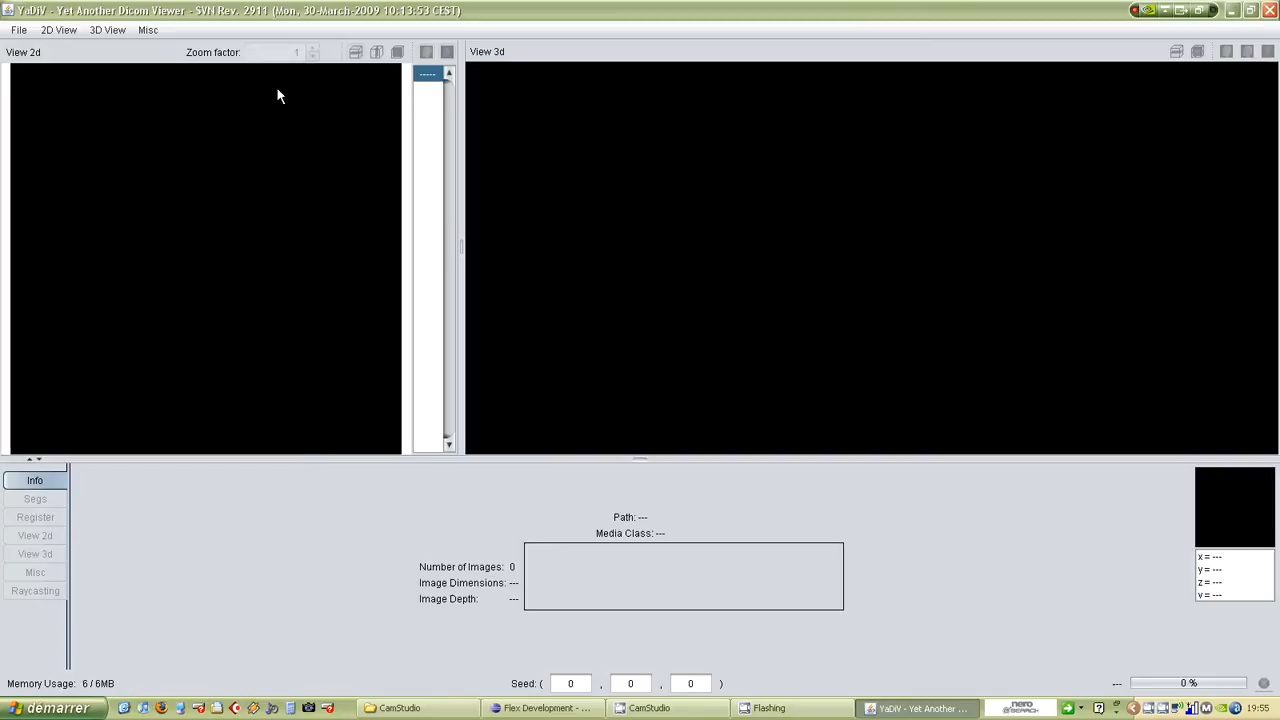 YaDiV - Yet Another Dicom Viewer - SVN Rev. 2911 (Mon, 30-March-2009 10:13:53 CEST)
File 2D View 3D View Misc
View 2d Zoom factor: 1 View 3d
-----
Info
Segs
Register
View 2d
View 3d
Misc
Raycasting
Path: ---
Media Class: ---
Number of Images: 0
Image Dimensions: ---
Image Depth: ---
x = ---
y = ---
z = ---
v = ---
Memory Usage: 6 / 6MB Seed: ( 0 , 0 , 0 ) --- 0 %
démarrer CamStudio Flex Development - ... CamStudio Flashing YaDiV - Yet Another ... nero SEARCH 19:55